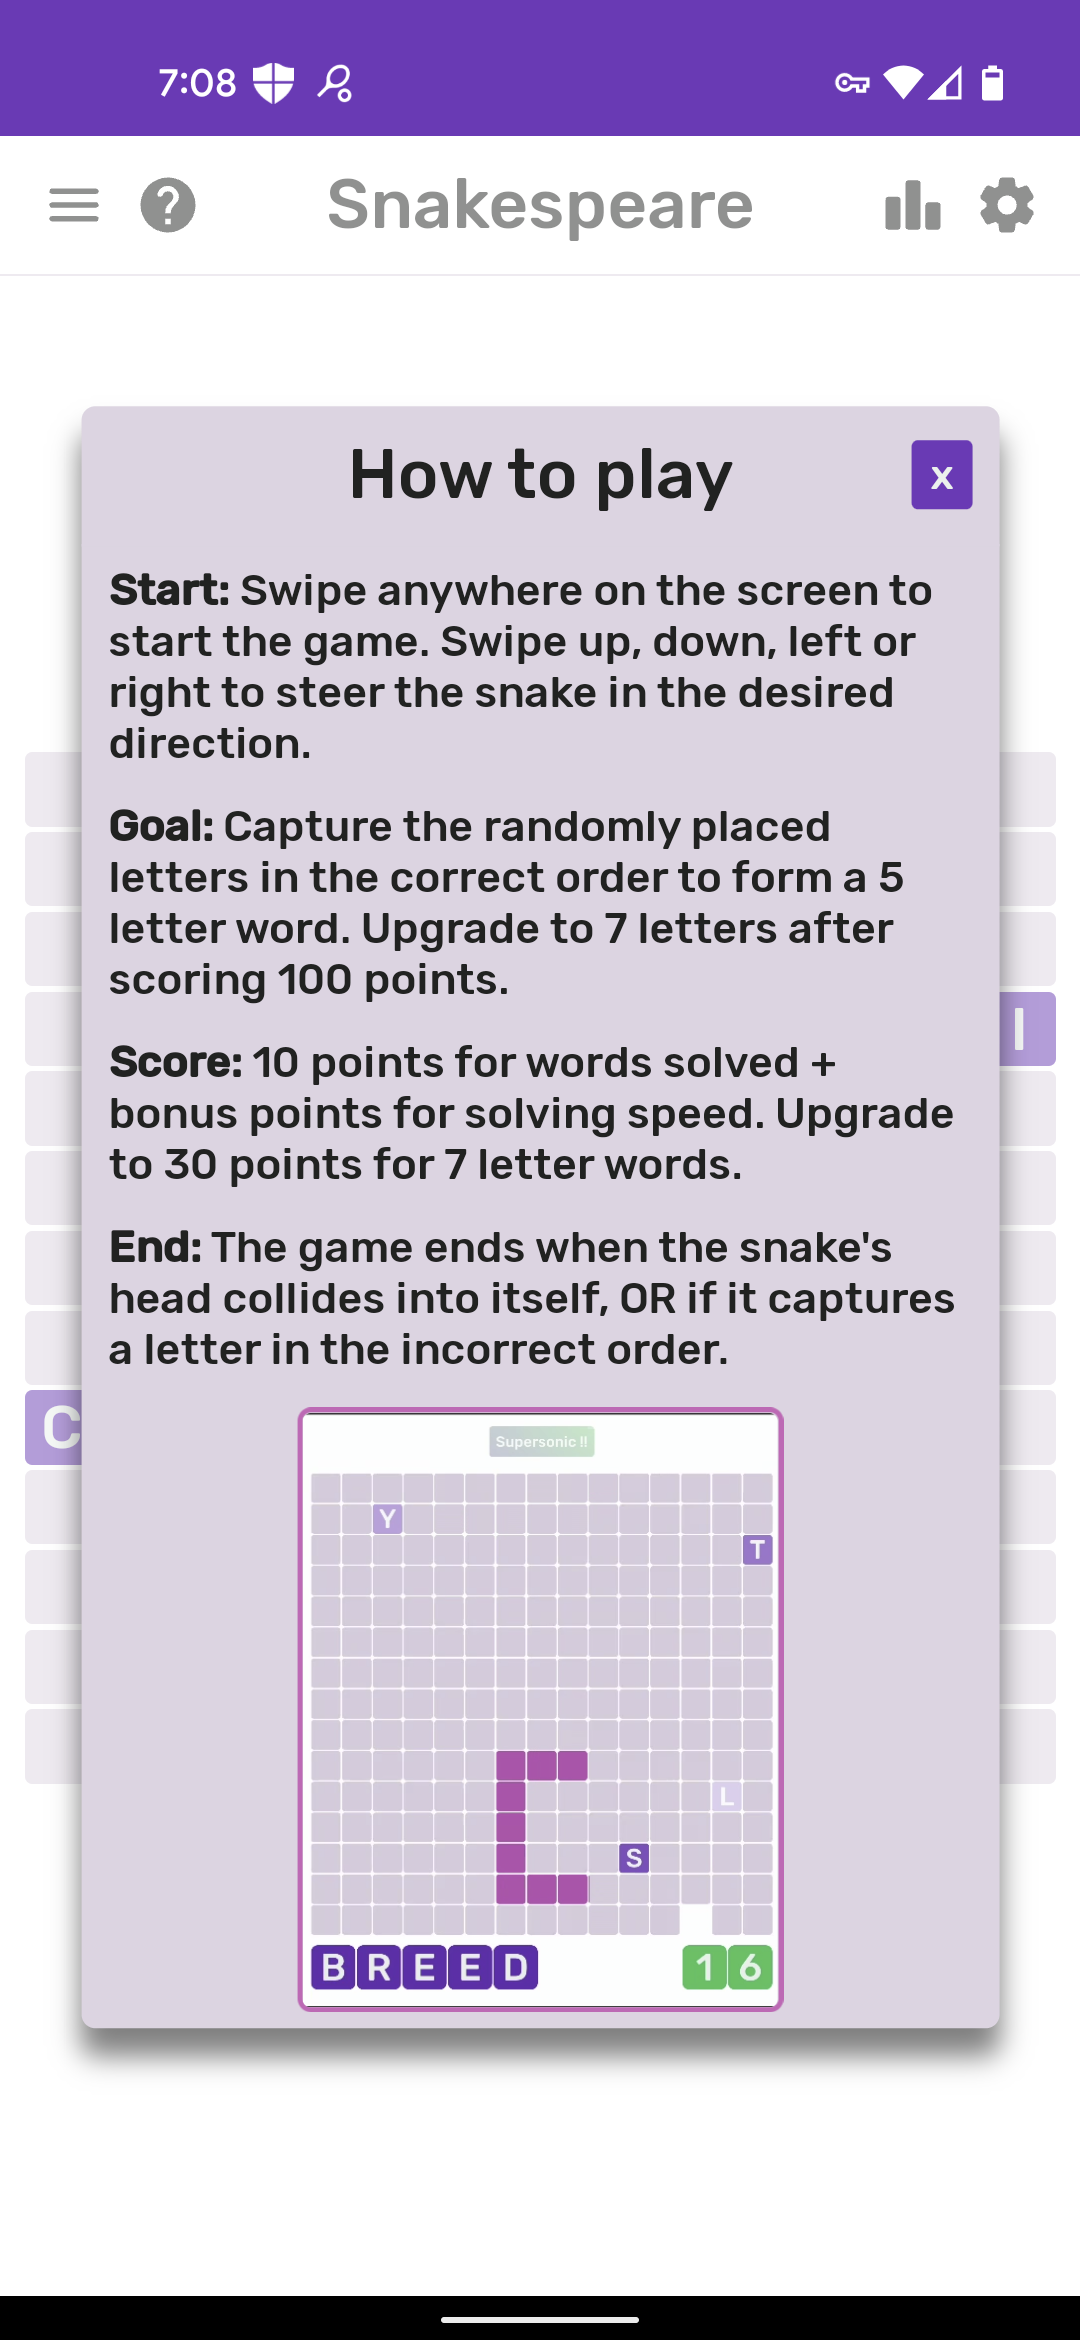 7:08
Snakespeare
How to play
x
Start: Swipe anywhere on the screen to
start the game. Swipe up, down, left or
right to steer the snake in the desired
direction.
Goal: Capture the randomly placed
letters in the correct order to form a 5
letter word. Upgrade to 7 letters after
scoring 100 points.
I
Score: 10 points for words solved +
bonus points for solving speed. Upgrade
to 30 points for 7 letter words.
End: The game ends when the snake's
head collides into itself, OR if it captures
a letter in the incorrect order.
C
Supersonic !!
Y
T
L
S
BREED 16